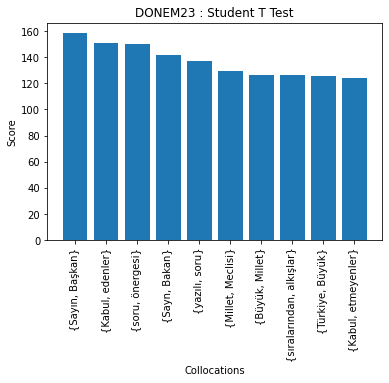 DONEM23 : Student T Test
160
140
120
100
80
60
40
20
0
Score
{Sayın, Başkan}
{Kabul, edenler}
{soru, önergesi}
{Sayn, Bakan}
{yazılı, soru}
{Millet, Meclisi}
{Büyük, Millet}
{sıralarından, alkışlar}
{Türkiye, Büyük}
{Kabul, etmeyenler}
Collocations